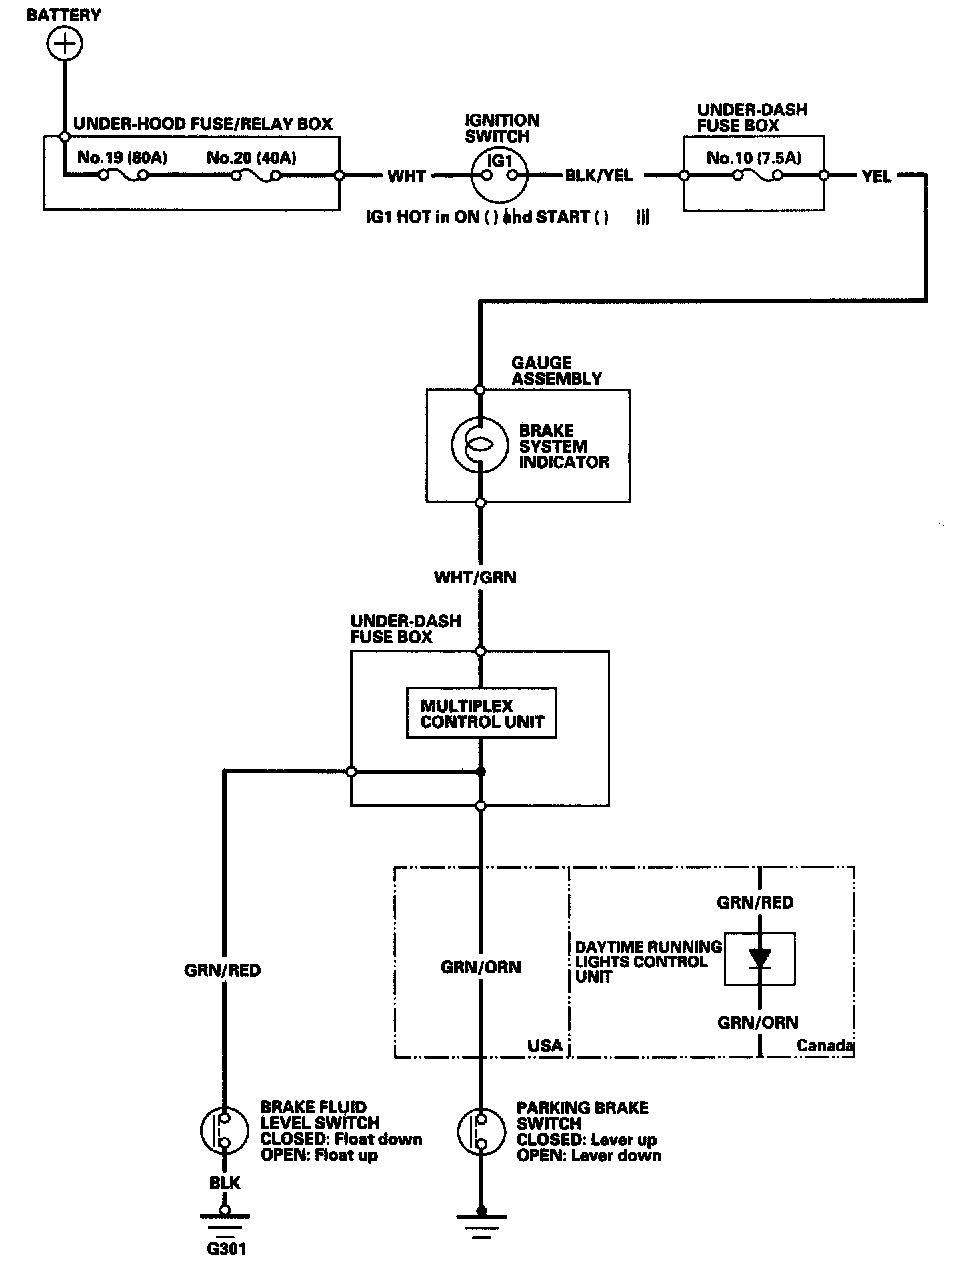 BATTERY
UNDER-HOOD FUSE/RELAY BOX
No.19 (80A)
No.20 (40A)
WHT
IGNITION
SWITCH
IG1
BLK/YEL
IG1 HOT in ON ( ) and START ( )
UNDER-DASH
FUSE BOX
No.10 (7.5A)
YEL
GAUGE
ASSEMBLY
BRAKE
SYSTEM
INDICATOR
WHT/GRN
UNDER-DASH
FUSE BOX
MULTIPLEX
CONTROL UNIT
GRN/RED
GRN/ORN
USA
DAYTIME RUNNING
LIGHTS CONTROL
UNIT
GRN/RED
GRN/ORN
Canada
BRAKE FLUID
LEVEL SWITCH
CLOSED: Float down
OPEN: Float up
BLK
G301
PARKING BRAKE
SWITCH
CLOSED: Lever up
OPEN: Lever down